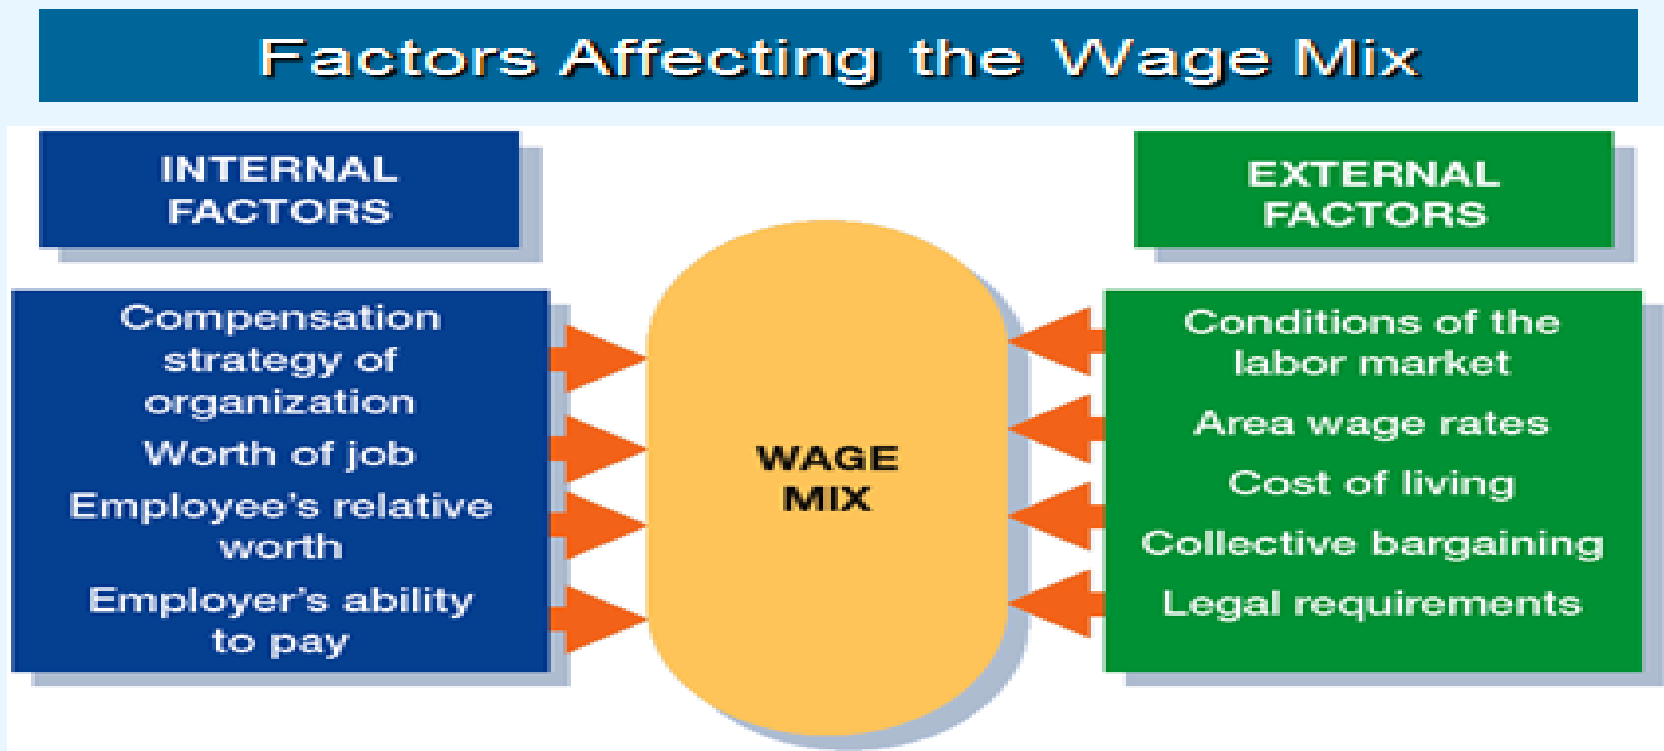 Factors Affecting the Wage Mix
INTERNAL
FACTORS
Compensation
strategy of
organization
Worth of job
Employee's relative
worth
Employer's ability
to pay
WAGE
MIX
EXTERNAL
FACTORS
Conditions of the
labor market
Area wage rates
Cost of living
Collective bargaining
Legal requirements